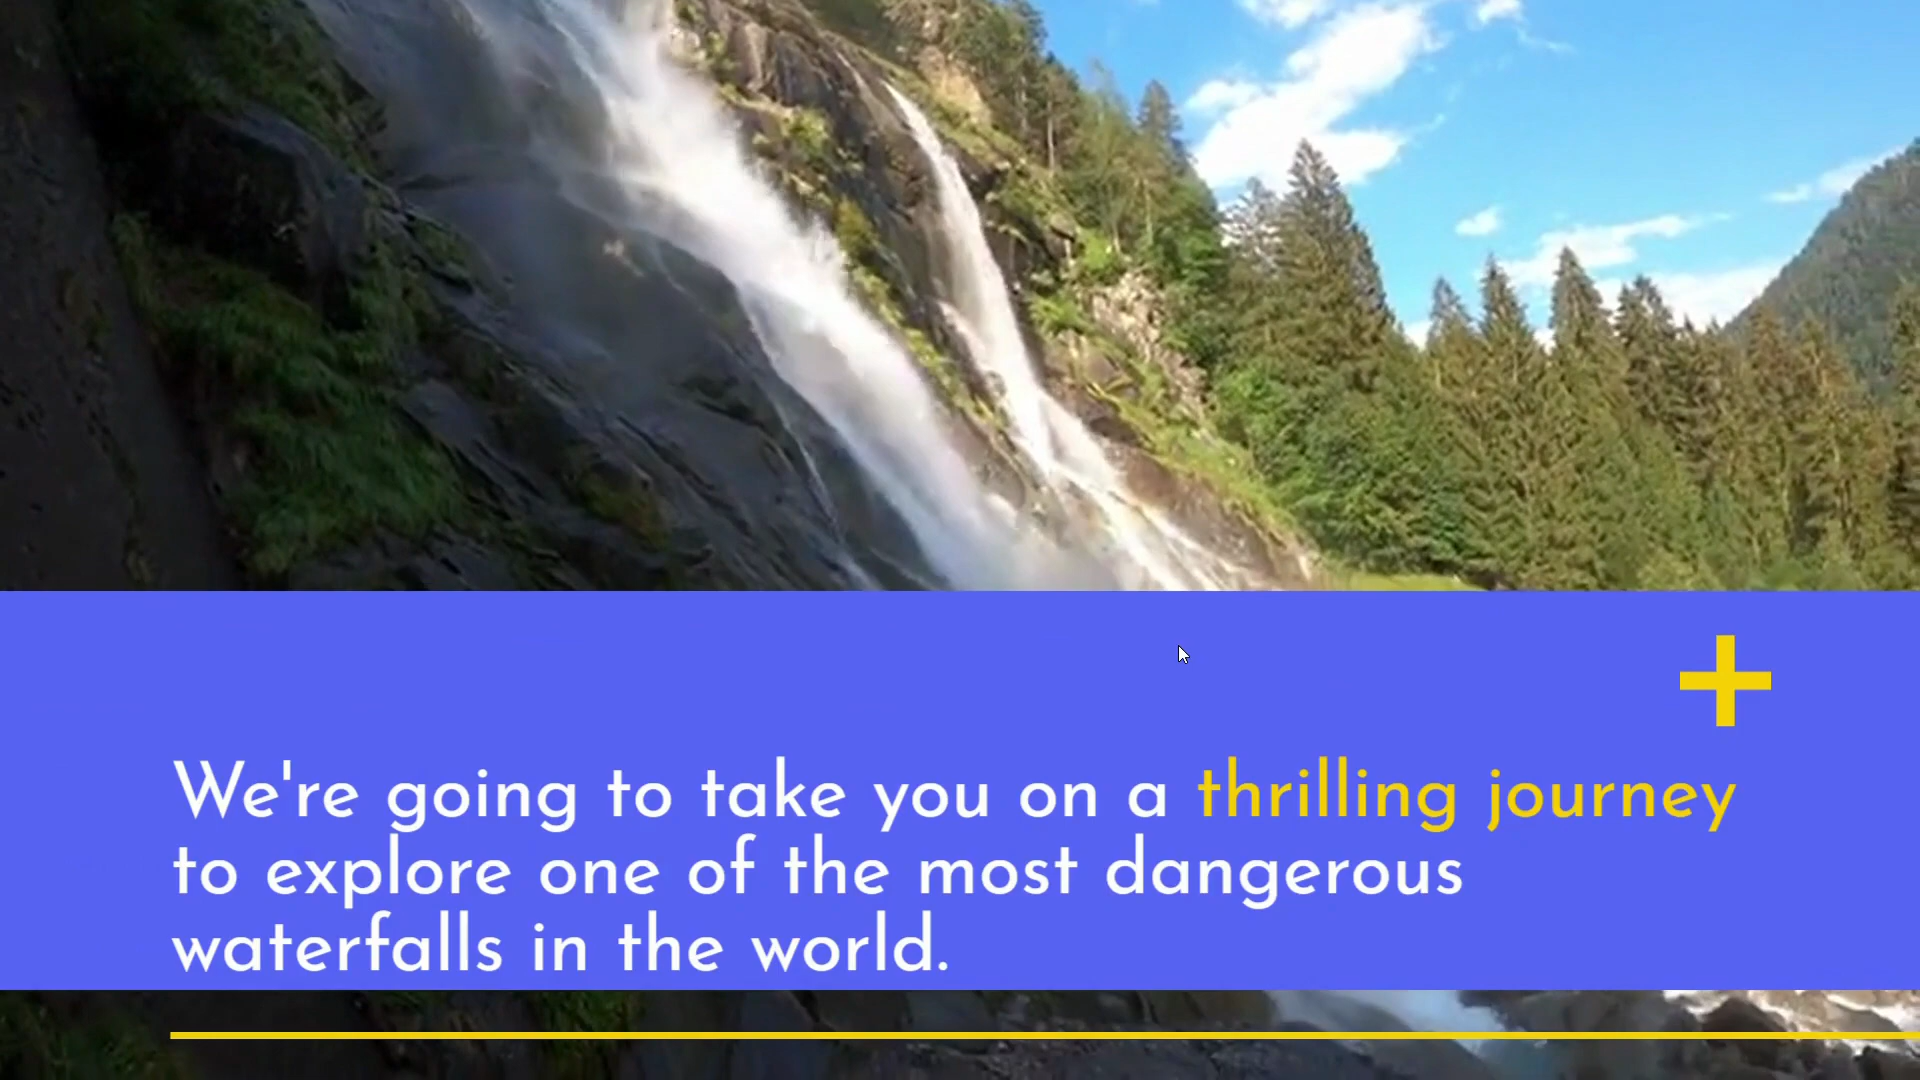 We're going to take you on a thrilling journey
to explore one of the most dangerous
waterfalls in the world.